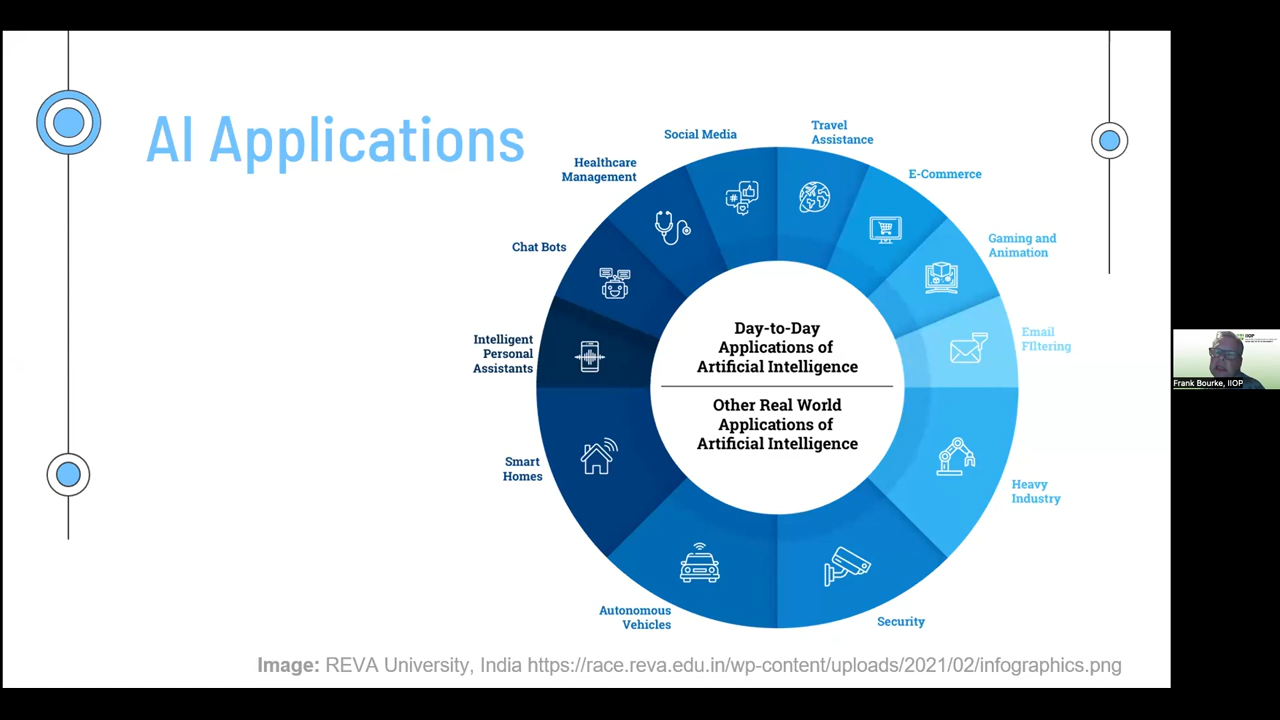 AI Applications
Social Media
Travel
Assistance
Healthcare
Management
E-Commerce
Chat Bots
Gaming and
Animation
Intelligent
Personal
Assistants
Email
FIltering
Day-to-Day
Applications of
Artificial Intelligence
Other Real World
Applications of
Artificial Intelligence
Smart
Homes
Heavy
Industry
Autonomous
Vehicles
Security
Image: REVA University, India https://race.reva.edu.in/wp-content/uploads/2021/02/infographics.png
IIOP
Frank Bourke, IIOP